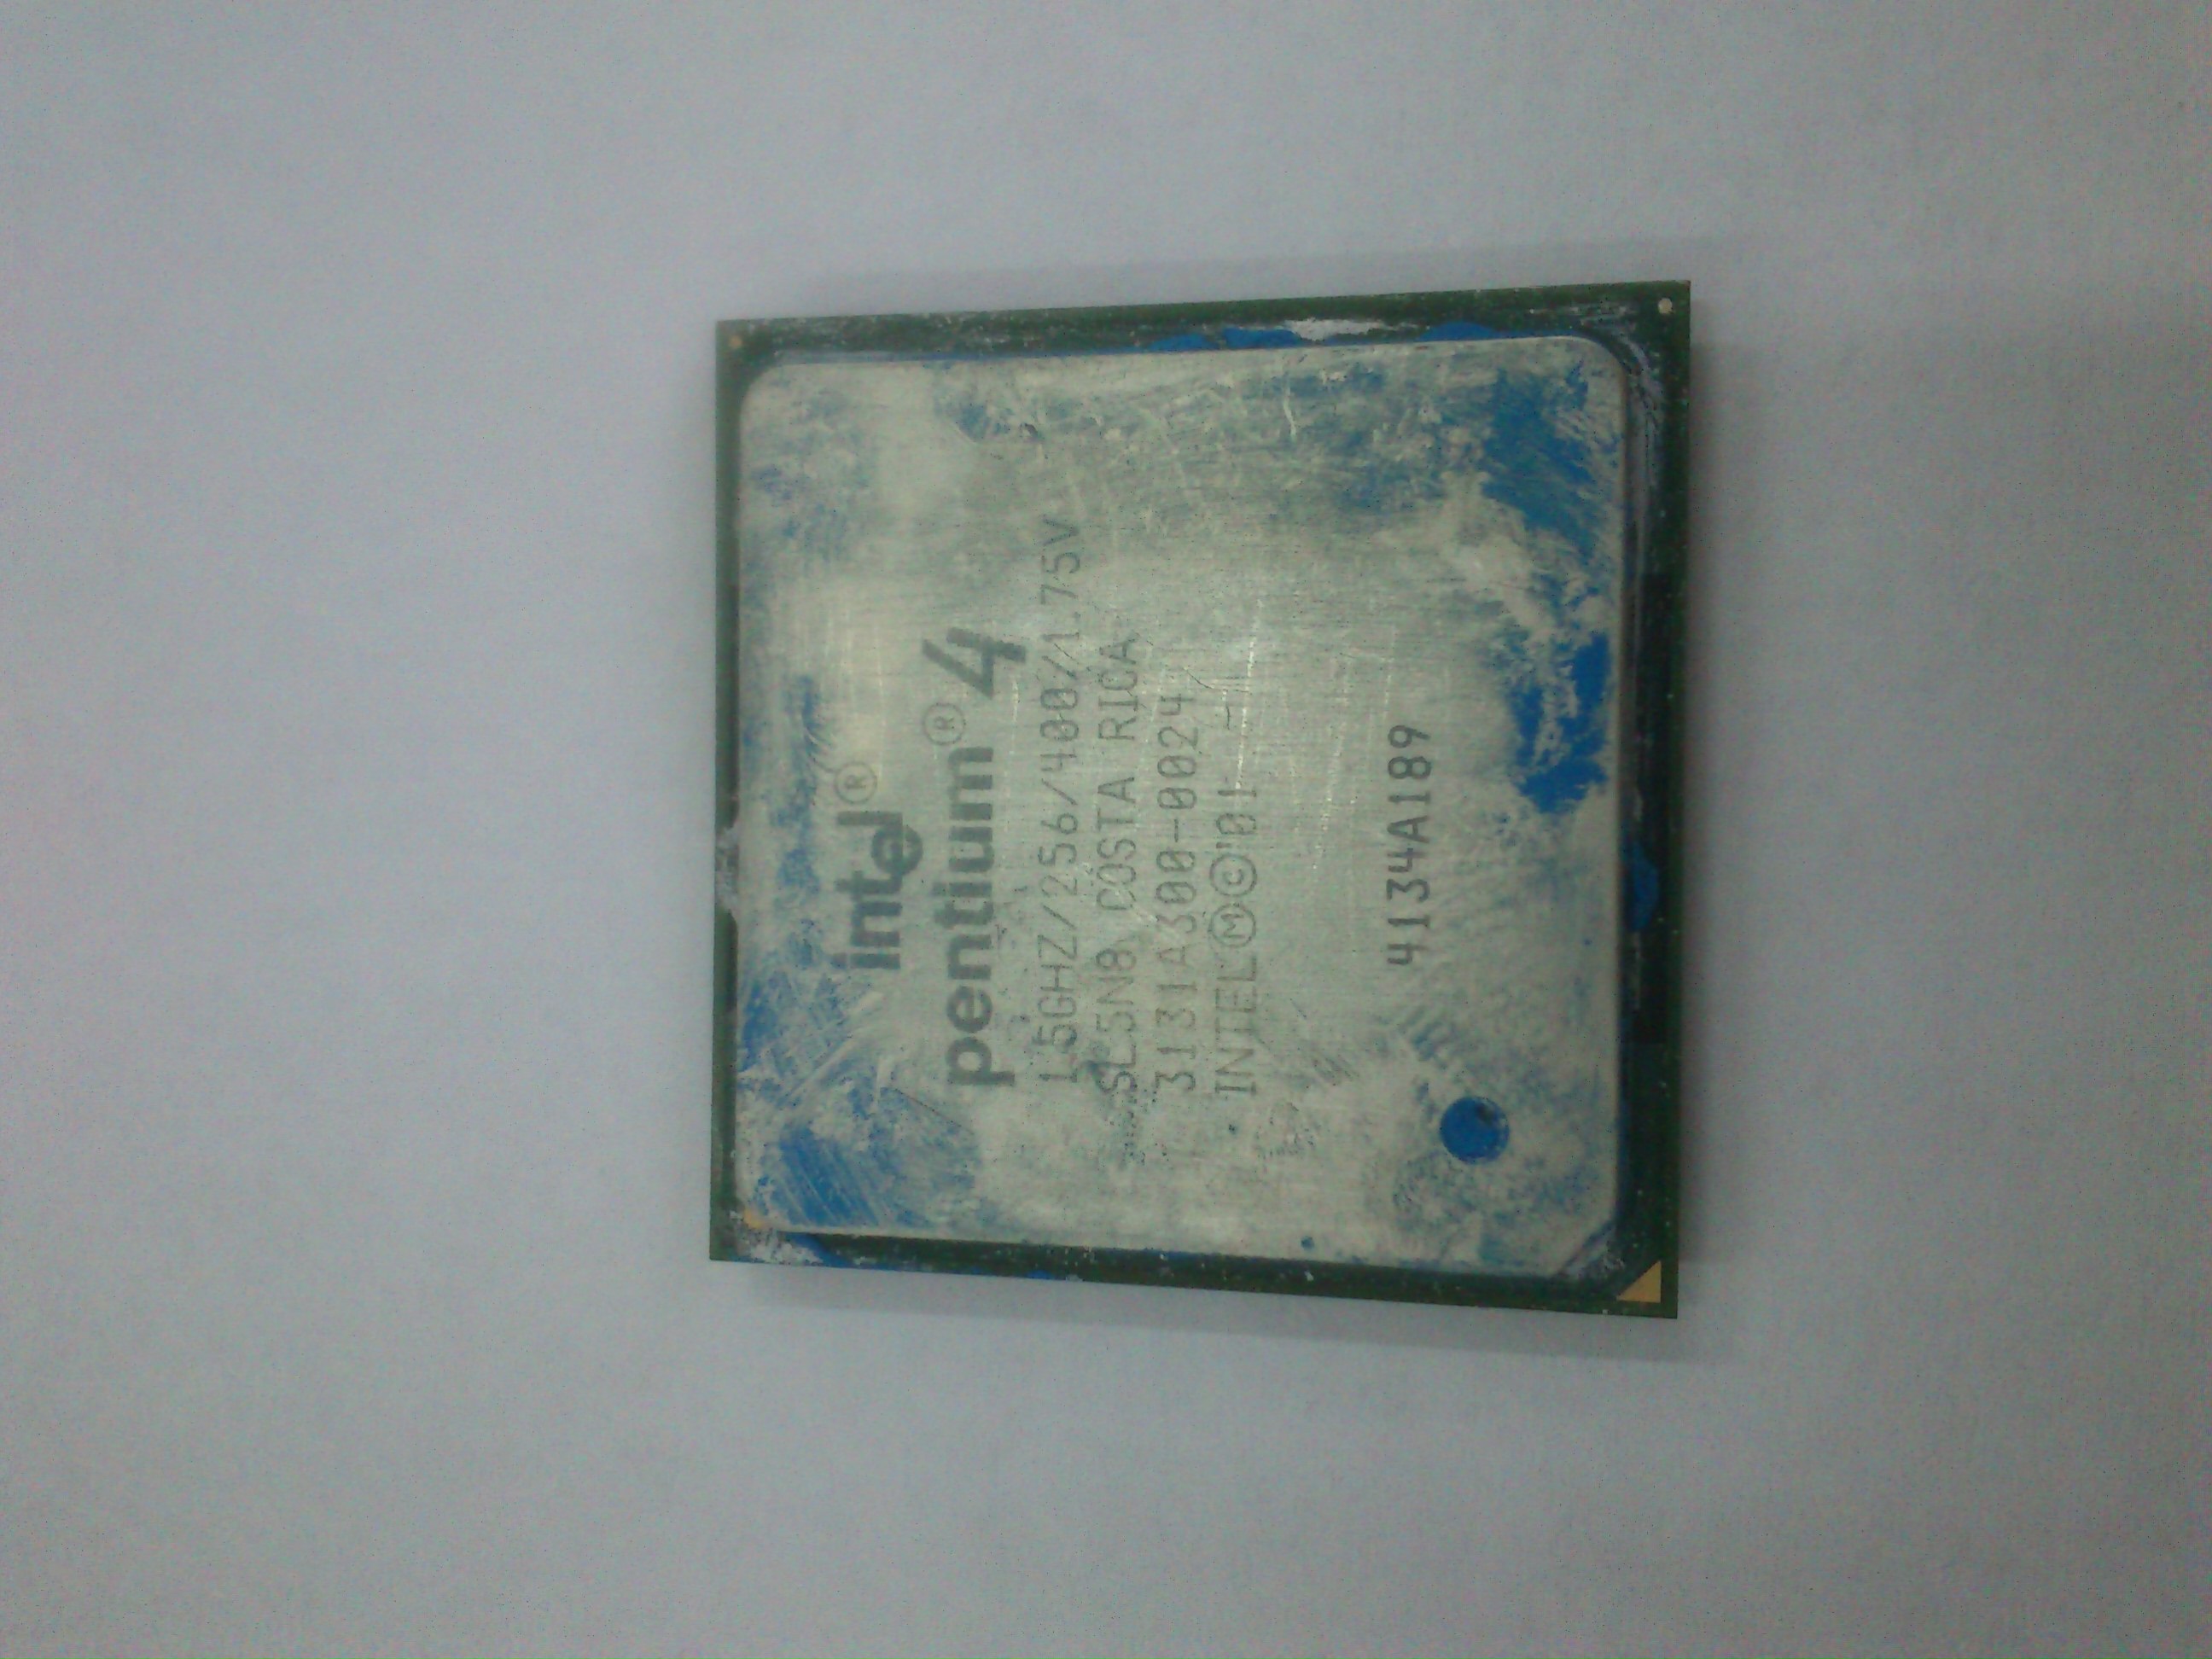 intel®
pentium® 4
1.5GHZ/256/400/1.75V
SL5N8 COSTA RICA
3131A300-0024
INTEL Ⓜ © '01
4134A189